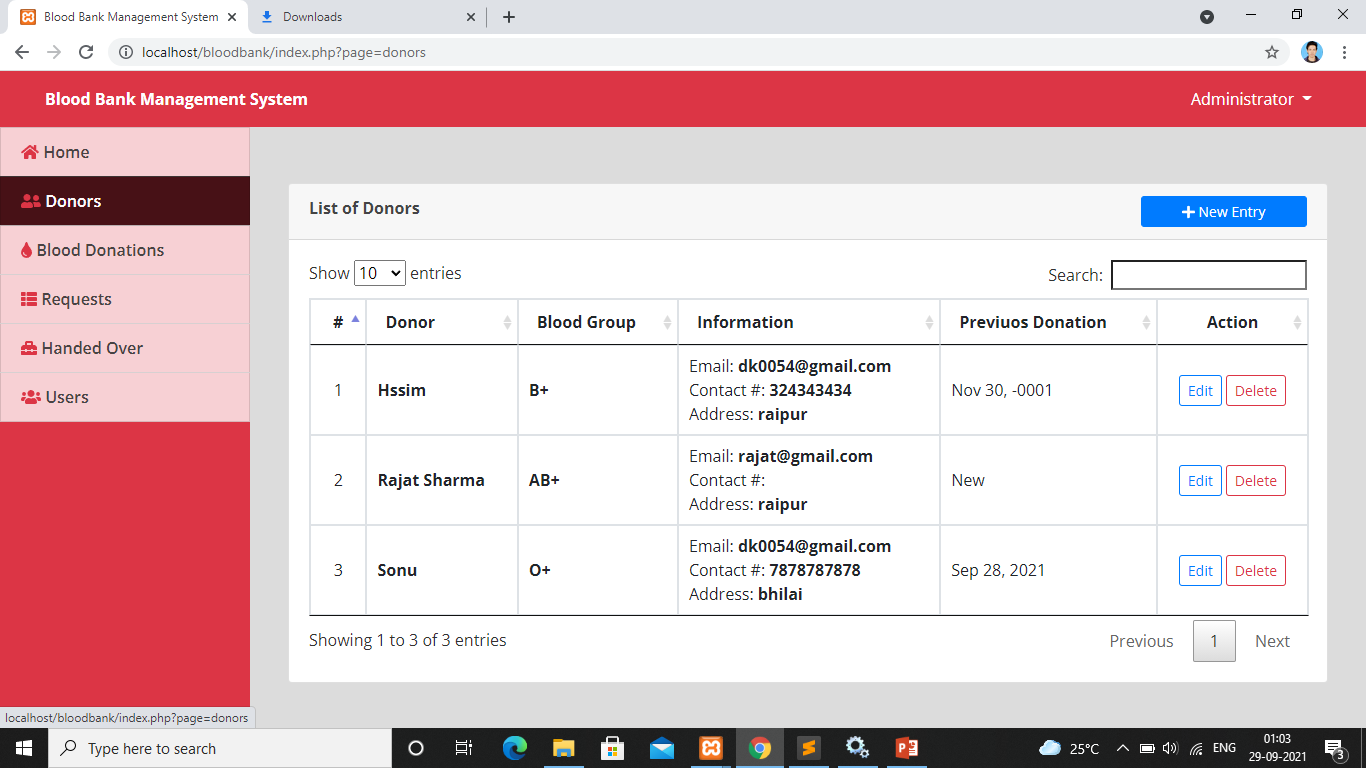 Blood Bank Management System
Downloads
localhost/bloodbank/index.php?page=donors
Blood Bank Management System
Administrator
Home
Donors
Blood Donations
Requests
Handed Over
Users
List of Donors
New Entry
Show 10 entries
Search:
# Donor Blood Group Information Previuos Donation Action
1 Hssim B+ Email: dk0054@gmail.com
Contact #: 324343434
Address: raipur
Nov 30, -0001 Edit Delete
2 Rajat Sharma AB+ Email: rajat@gmail.com
Contact #:
Address: raipur
New Edit Delete
3 Sonu O+ Email: dk0054@gmail.com
Contact #: 7878787878
Address: bhilai
Sep 28, 2021 Edit Delete
Showing 1 to 3 of 3 entries
Previous 1 Next
localhost/bloodbank/index.php?page=donors
Type here to search
25°C
ENG
01:03
29-09-2021
3